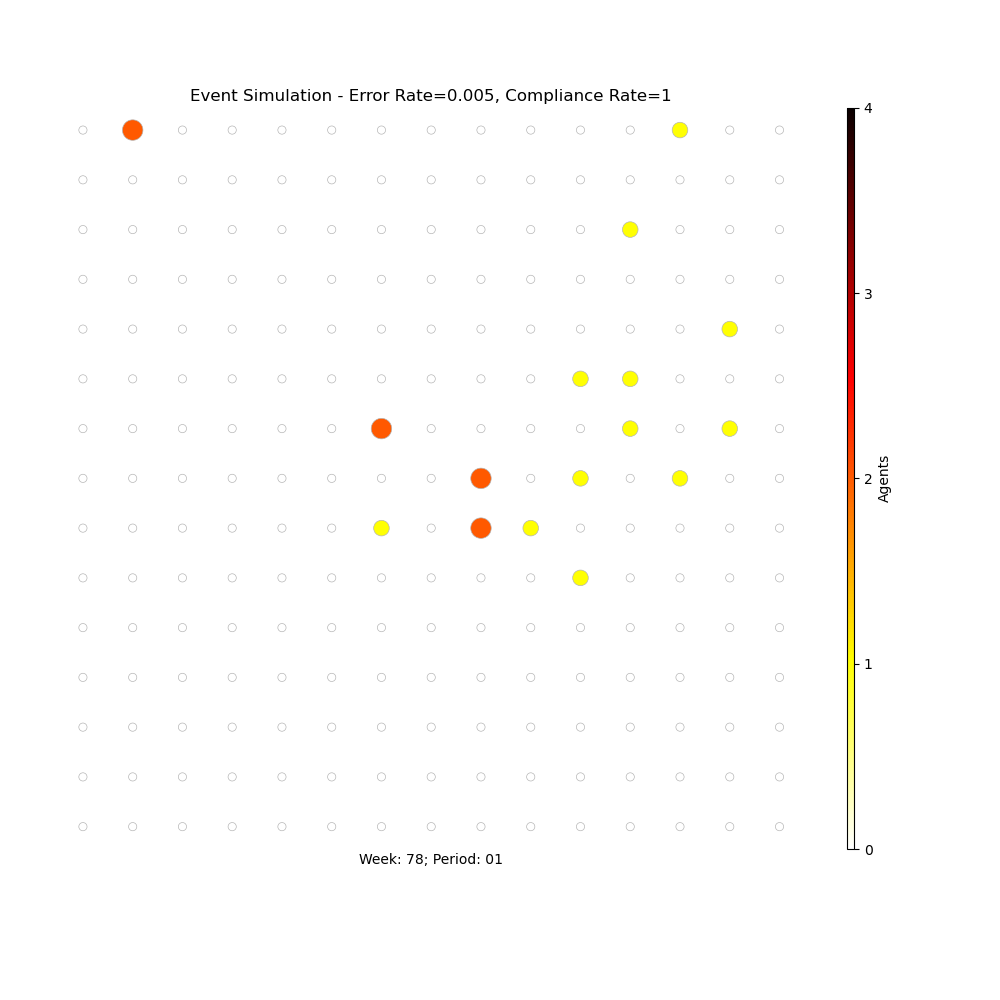 Event Simulation - Error Rate=0.005, Compliance Rate=1
4
3
2
1
0
Agents
Week: 78; Period: 01